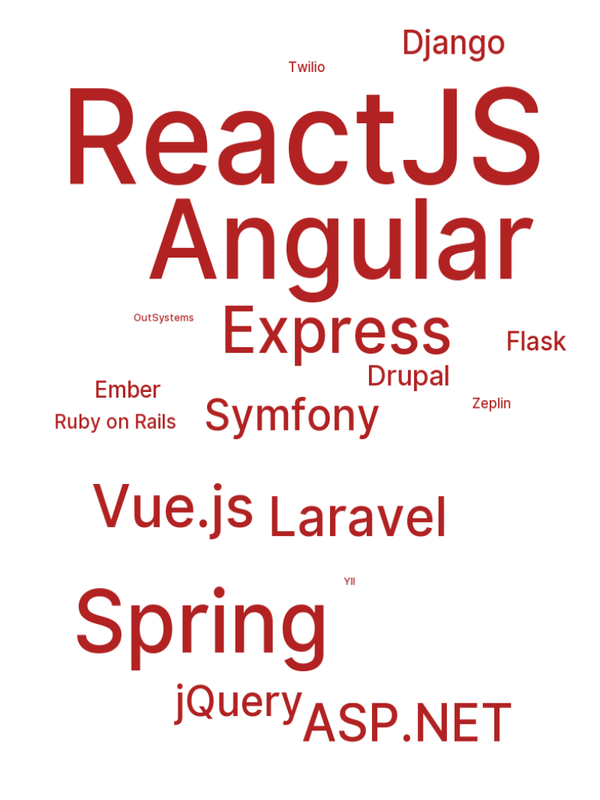 Django
Twilio
ReactJS
Angular
OutSystems
Express
Flask
Drupal
Ember
Zeplin
Ruby on Rails
Symfony
Vue.js
Laravel
YII
Spring
jQuery
ASP.NET